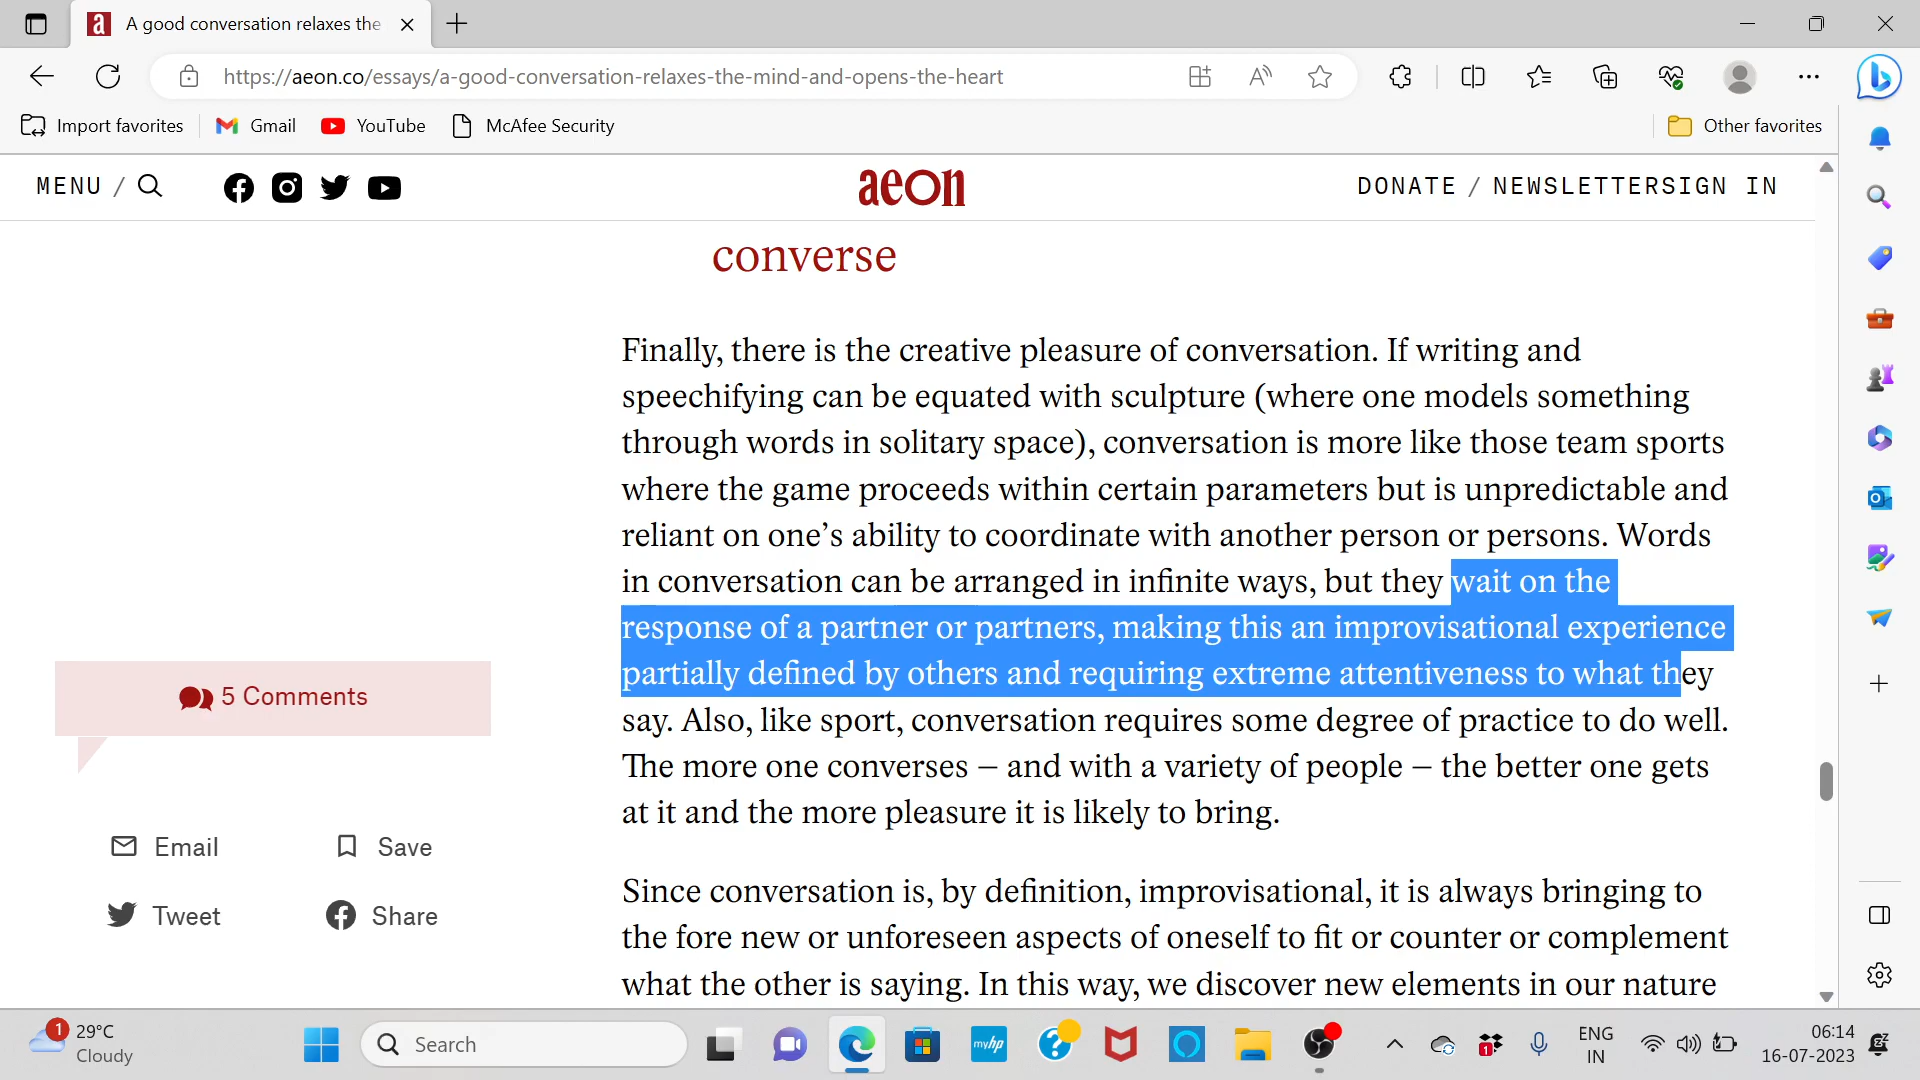 A good conversation relaxes the
https://aeon.co/essays/a-good-conversation-relaxes-the-mind-and-opens-the-heart
Import favorites
Gmail
YouTube
McAfee Security
Other favorites
MENU /
aeon
DONATE / NEWSLETTERSIGN IN
converse
Finally, there is the creative pleasure of conversation. If writing and
speechifying can be equated with sculpture (where one models something
through words in solitary space), conversation is more like those team sports
where the game proceeds within certain parameters but is unpredictable and
reliant on one’s ability to coordinate with another person or persons. Words
in conversation can be arranged in infinite ways, but they wait on the
response of a partner or partners, making this an improvisational experience
partially defined by others and requiring extreme attentiveness to what they
say. Also, like sport, conversation requires some degree of practice to do well.
The more one converses – and with a variety of people – the better one gets
at it and the more pleasure it is likely to bring.
5 Comments
Email
Save
Tweet
Share
Since conversation is, by definition, improvisational, it is always bringing to
the fore new or unforeseen aspects of oneself to fit or counter or complement
what the other is saying. In this way, we discover new elements in our nature
1
29°C
Cloudy
Search
myhp
1
ENG
IN
06:14
16-07-2023